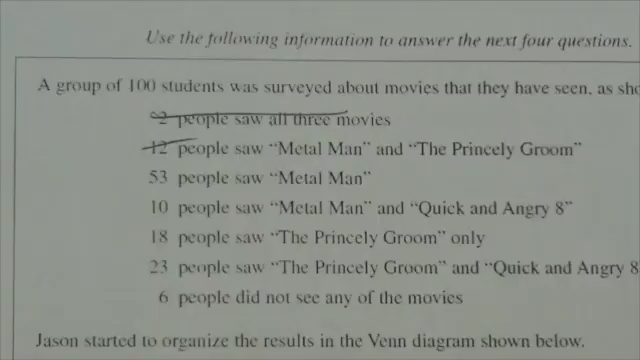 Use the following information to answer the next four questions.
A group of 100 students was surveyed about movies that they have seen, as sho
2 people saw all three movies
12 people saw “Metal Man” and “The Princely Groom”
53 people saw “Metal Man”
10 people saw “Metal Man” and “Quick and Angry 8”
18 people saw “The Princely Groom” only
23 people saw “The Princely Groom” and “Quick and Angry 8
6 people did not see any of the movies
Jason started to organize the results in the Venn diagram shown below.